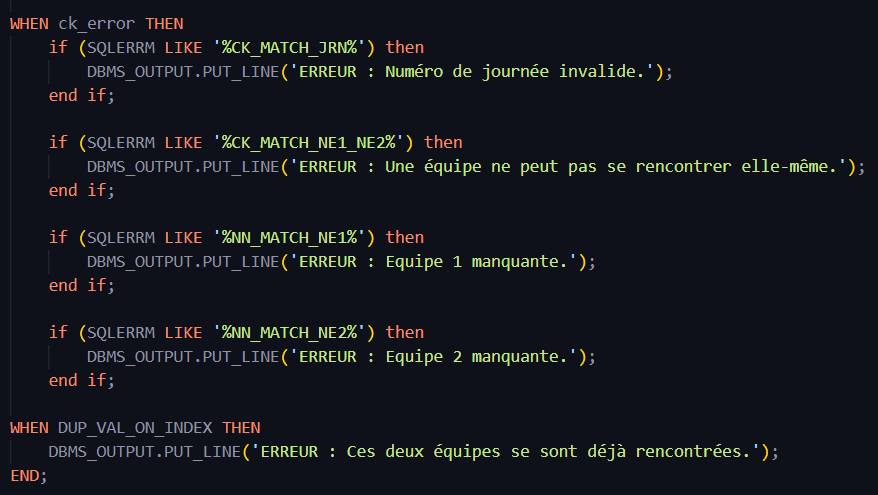 WHEN ck_error THEN
if (SQLERRM LIKE '%CK_MATCH_JRN%') then
DBMS_OUTPUT.PUT_LINE('ERREUR : Numéro de journée invalide.');
end if;
if (SQLERRM LIKE '%CK_MATCH_NE1_NE2%') then
DBMS_OUTPUT.PUT_LINE('ERREUR : Une équipe ne peut pas se rencontrer elle-même.');
end if;
if (SQLERRM LIKE '%NN_MATCH_NE1%') then
DBMS_OUTPUT.PUT_LINE('ERREUR : Equipe 1 manquante.');
end if;
if (SQLERRM LIKE '%NN_MATCH_NE2%') then
DBMS_OUTPUT.PUT_LINE('ERREUR : Equipe 2 manquante.');
end if;
WHEN DUP_VAL_ON_INDEX THEN
DBMS_OUTPUT.PUT_LINE('ERREUR : Ces deux équipes se sont déjà rencontrées.');
END;